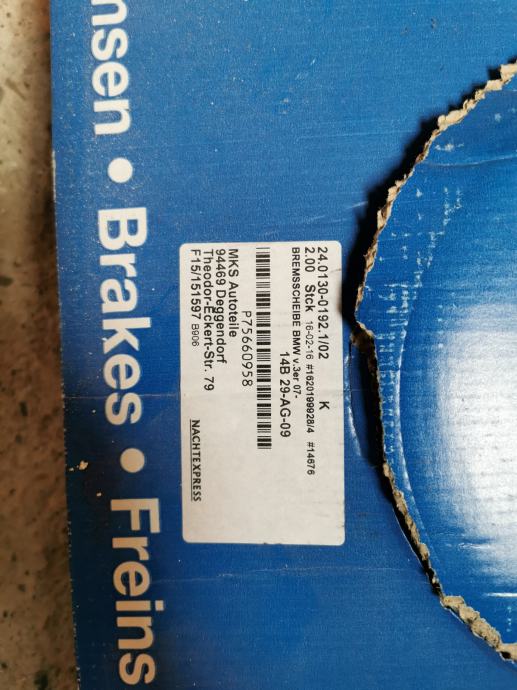 nsen • Brakes • Freins
24.0130-0192.1/02 K
2.00 Stck 16-02-16 #1620199928/4 #14676
BREMSSCHEIBE BMW v.3er 07-
14B 29-AG-09
P75660958
MKS Autoteile
94469 Deggendorf
Theodor-Eckert-Str. 79
F15/151597 B906
NACHTEXPRESS